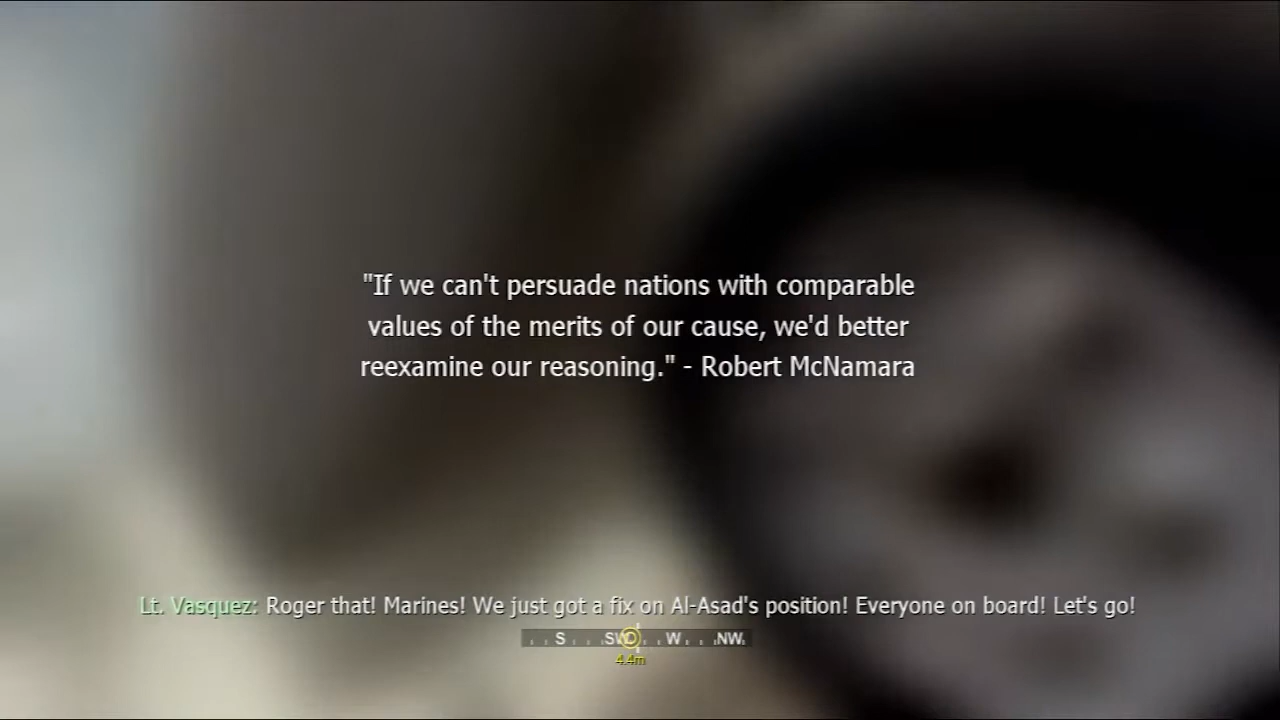 "If we can't persuade nations with comparable
values of the merits of our cause, we'd better
reexamine our reasoning." - Robert McNamara
Lt. Vasquez: Roger that! Marines! We just got a fix on Al-Asad's position! Everyone on board! Let's go!
S SW W NW
4.4m